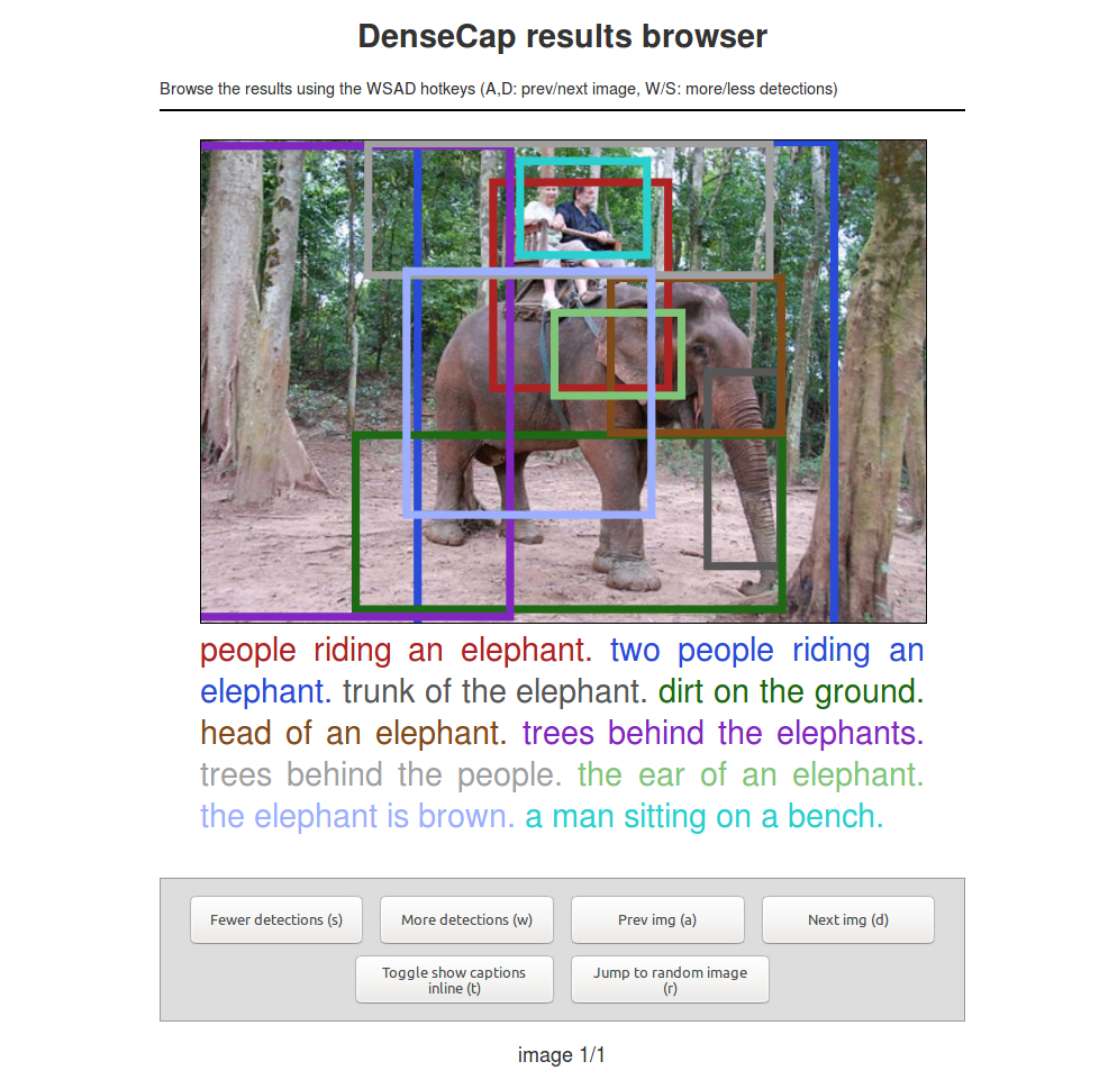 DenseCap results browser
Browse the results using the WSAD hotkeys (A,D: prev/next image, W/S: more/less detections)
people riding an elephant. two people riding an
elephant. trunk of the elephant. dirt on the ground.
head of an elephant. trees behind the elephants.
trees behind the people. the ear of an elephant.
the elephant is brown. a man sitting on a bench.
Fewer detections (s)
More detections (w)
Prev img (a)
Next img (d)
Toggle show captions
inline (t)
Jump to random image
(r)
image 1/1